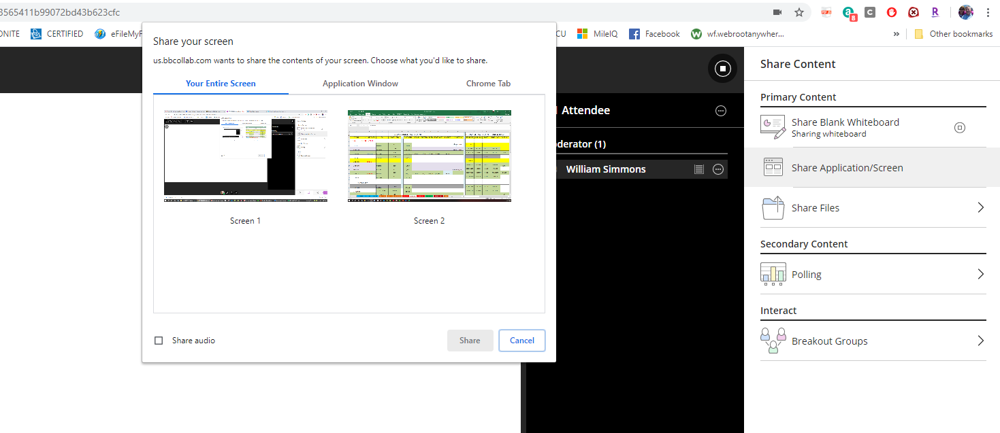 3565411b99072bd43b623cfc
8
ONITE CERTIFIED eFileMyF CU MileIQ Facebook wf.webrootanywher... » Other bookmarks
Share your screen
us.bbcollab.com wants to share the contents of your screen. Choose what you'd like to share.
Your Entire Screen Application Window Chrome Tab
Screen 1 Screen 2
Share audio Share Cancel
Attendee
derator (1)
William Simmons
Share Content
Primary Content
Share Blank Whiteboard
Sharing whiteboard
Share Application/Screen
Share Files
Secondary Content
Polling
Interact
Breakout Groups